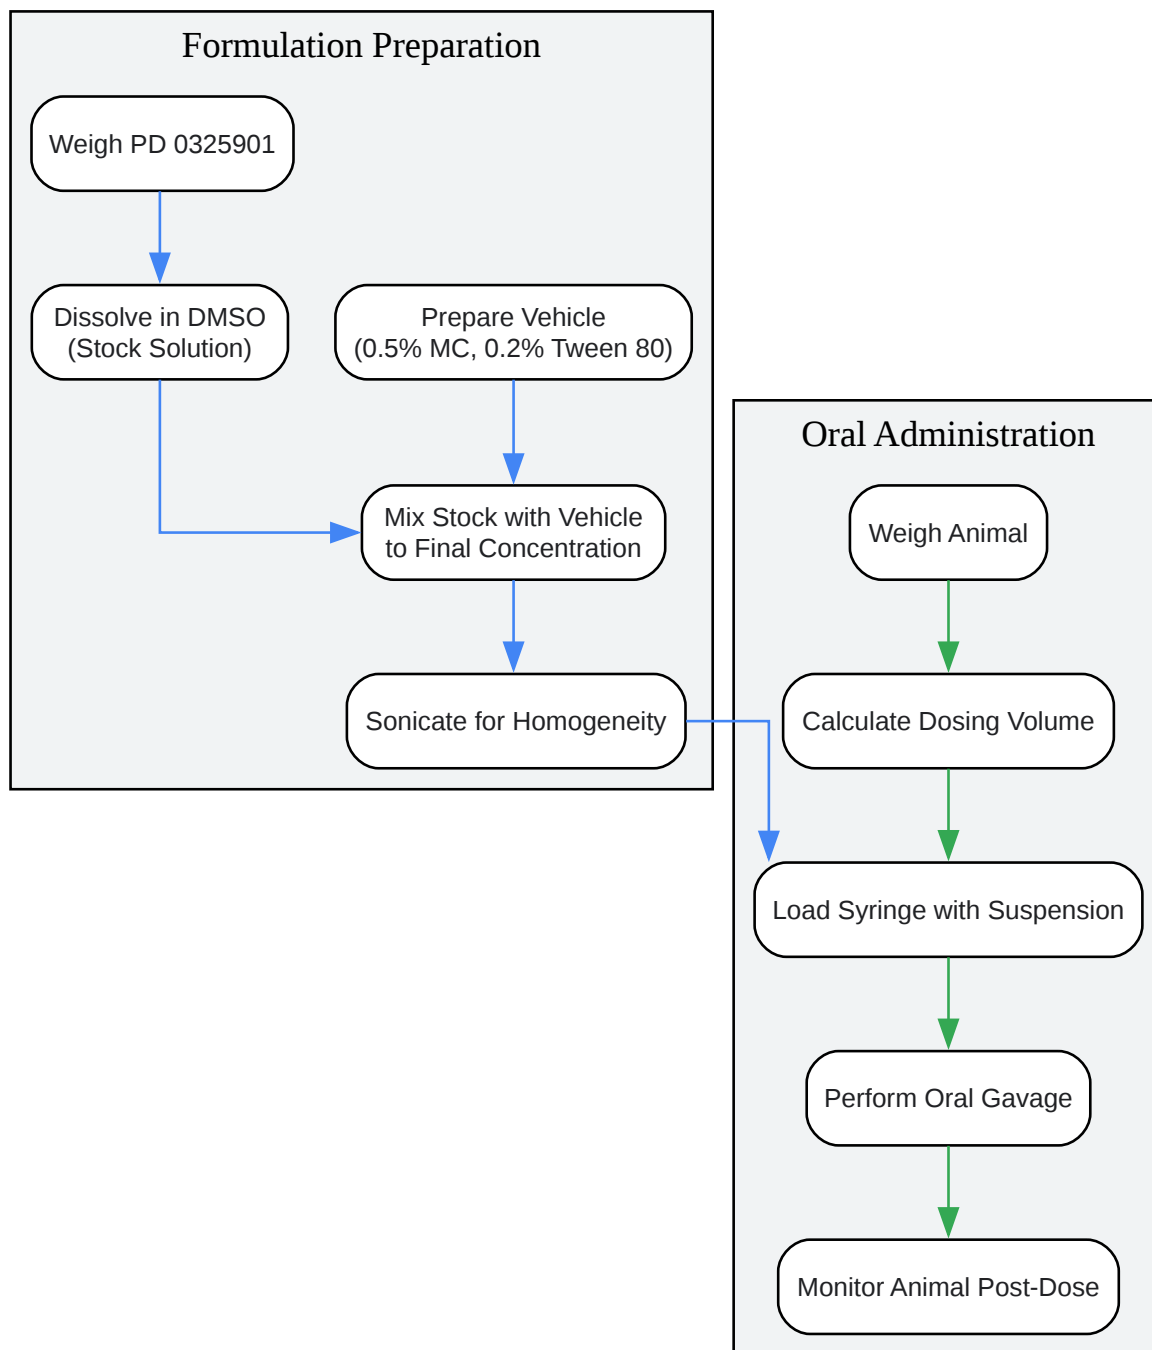 Formulation Preparation
Weigh PD 0325901
Dissolve in DMSO
(Stock Solution)
Prepare Vehicle
(0.5% MC, 0.2% Tween 80)
Mix Stock with Vehicle
to Final Concentration
Sonicate for Homogeneity
Oral Administration
Weigh Animal
Calculate Dosing Volume
Load Syringe with Suspension
Perform Oral Gavage
Monitor Animal Post-Dose